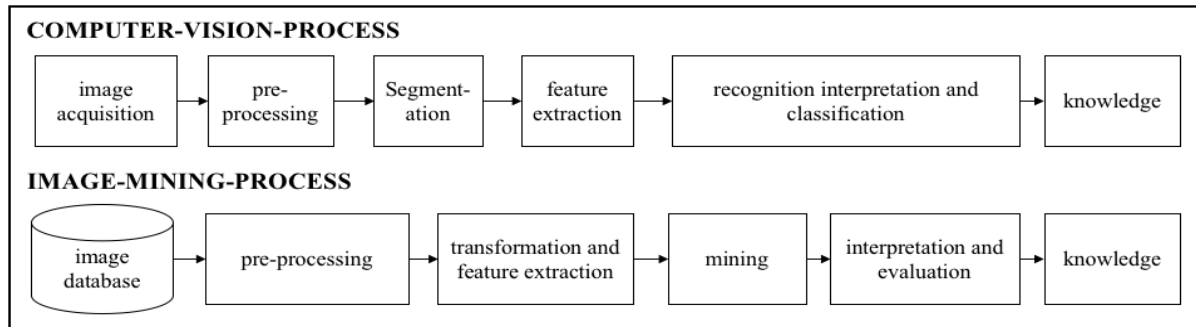 COMPUTER-VISION-PROCESS
image
acquisition
pre-
processing
Segment-
ation
feature
extraction
recognition interpretation and
classification
knowledge
IMAGE-MINING-PROCESS
image
database
pre-processing
transformation and
feature extraction
mining
interpretation and
evaluation
knowledge